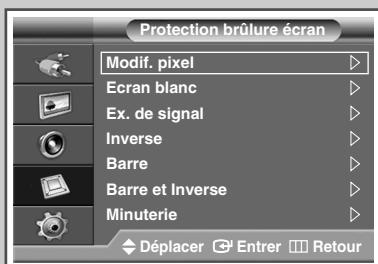 Protection brûlure écran
Modif. pixel
Ecran blanc
Ex. de signal
Inverse
Barre
Barre et Inverse
Minuterie
Déplacer Entrer Retour